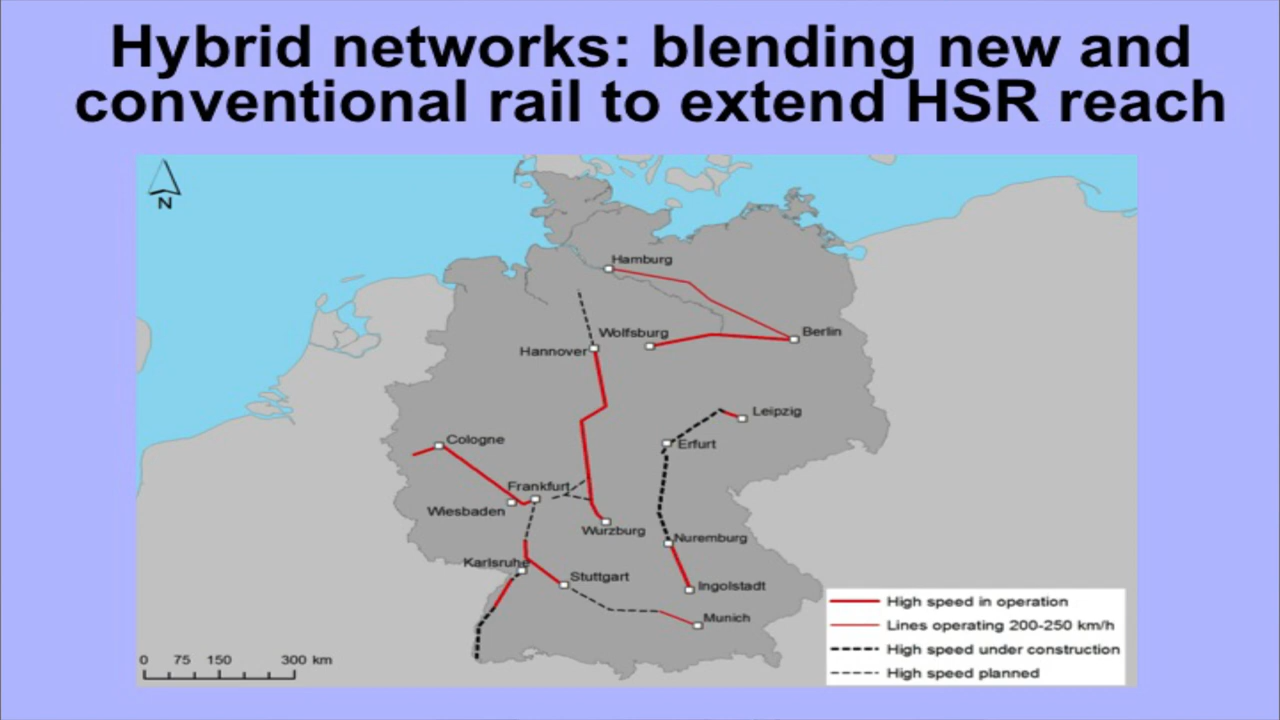 Hybrid networks: blending new and
conventional rail to extend HSR reach
N
Hamburg
Wolfsburg
Berlin
Hannover
Leipzig
Cologne
Erfurt
Frankfurt
Wiesbaden
Wurzburg
Nuremburg
Karlsruhe
Stuttgart
Ingolstadt
Munich
High speed in operation
Lines operating 200-250 km/h
High speed under construction
High speed planned
0 75 150 300 km